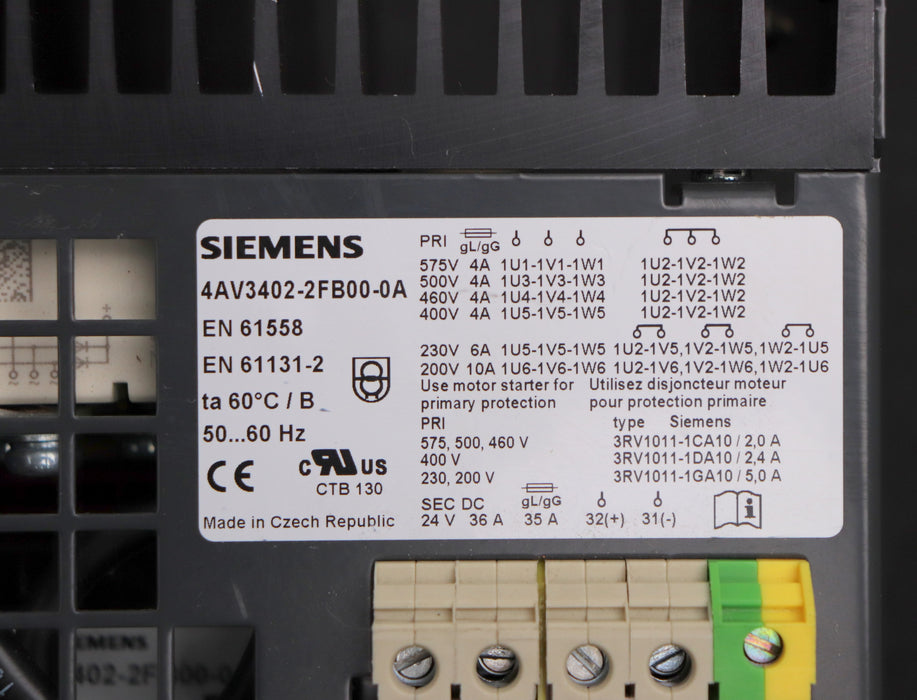 SIEMENS
4AV3402-2FB00-0A
EN 61558
EN 61131-2
ta 60°C / B
50...60 Hz
CE
c RU US
CTB 130
Made in Czech Republic
PRI gL/gG
575V 4A 1U1-1V1-1W1 1U2-1V2-1W2
500V 4A 1U3-1V3-1W3 1U2-1V2-1W2
460V 4A 1U4-1V4-1W4 1U2-1V2-1W2
400V 4A 1U5-1V5-1W5 1U2-1V2-1W2
230V 6A 1U5-1V5-1W5 1U2-1V5,1V2-1W5,1W2-1U5
200V 10A 1U6-1V6-1W6 1U2-1V6,1V2-1W6,1W2-1U6
Use motor starter for
primary protection
Utilisez disjoncteur moteur
pour protection primaire
PRI type Siemens
575, 500, 460 V 3RV1011-1CA10 / 2,0 A
400 V 3RV1011-1DA10 / 2,4 A
230, 200 V 3RV1011-1GA10 / 5,0 A
SEC DC gL/gG
24 V 36 A 35 A 32(+) 31(-)
i
EMENS
402-2F 00-0